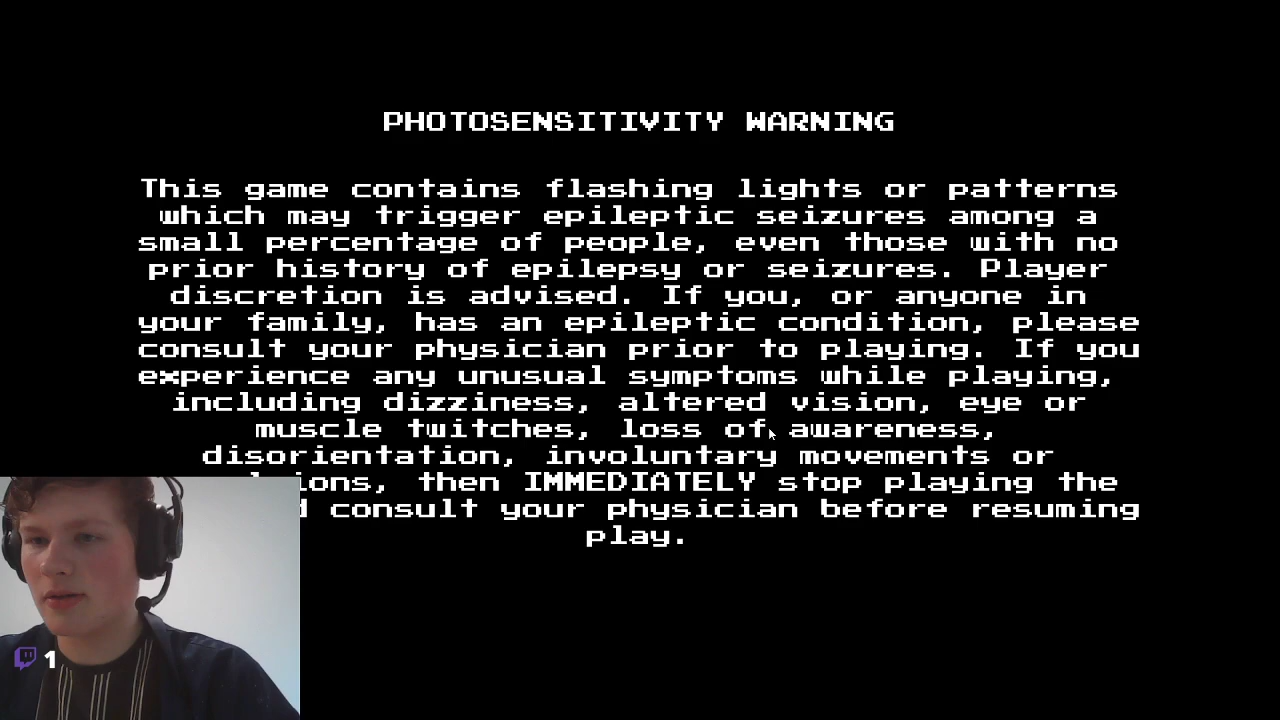 PHOTOSENSITIVITY WARNING
This game contains flashing lights or patterns
which may trigger epileptic seizures among a
small percentage of people, even those with no
prior history of epilepsy or seizures. Player
discretion is advised. If you, or anyone in
your family, has an epileptic condition, please
consult your physician prior to playing. If you
experience any unusual symptoms while playing,
including dizziness, altered vision, eye or
muscle twitches, loss of awareness,
disorientation, involuntary movements or
then IMMEDIATELY stop playing the
consult your physician before resuming
play.
1